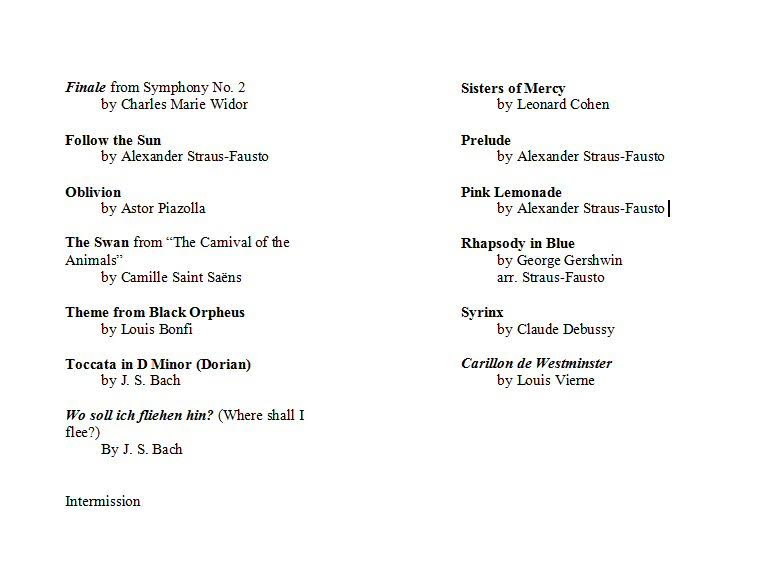 Finale from Symphony No. 2
by Charles Marie Widor
Follow the Sun
by Alexander Straus-Fausto
Oblivion
by Astor Piazolla
The Swan from “The Carnival of the
Animals”
by Camille Saint Saëns
Theme from Black Orpheus
by Louis Bonfi
Toccata in D Minor (Dorian)
by J. S. Bach
Wo soll ich fliehen hin? (Where shall I
flee?)
By J. S. Bach
Intermission
Sisters of Mercy
by Leonard Cohen
Prelude
by Alexander Straus-Fausto
Pink Lemonade
by Alexander Straus-Fausto
Rhapsody in Blue
by George Gershwin
arr. Straus-Fausto
Syrinx
by Claude Debussy
Carillon de Westminster
by Louis Vierne